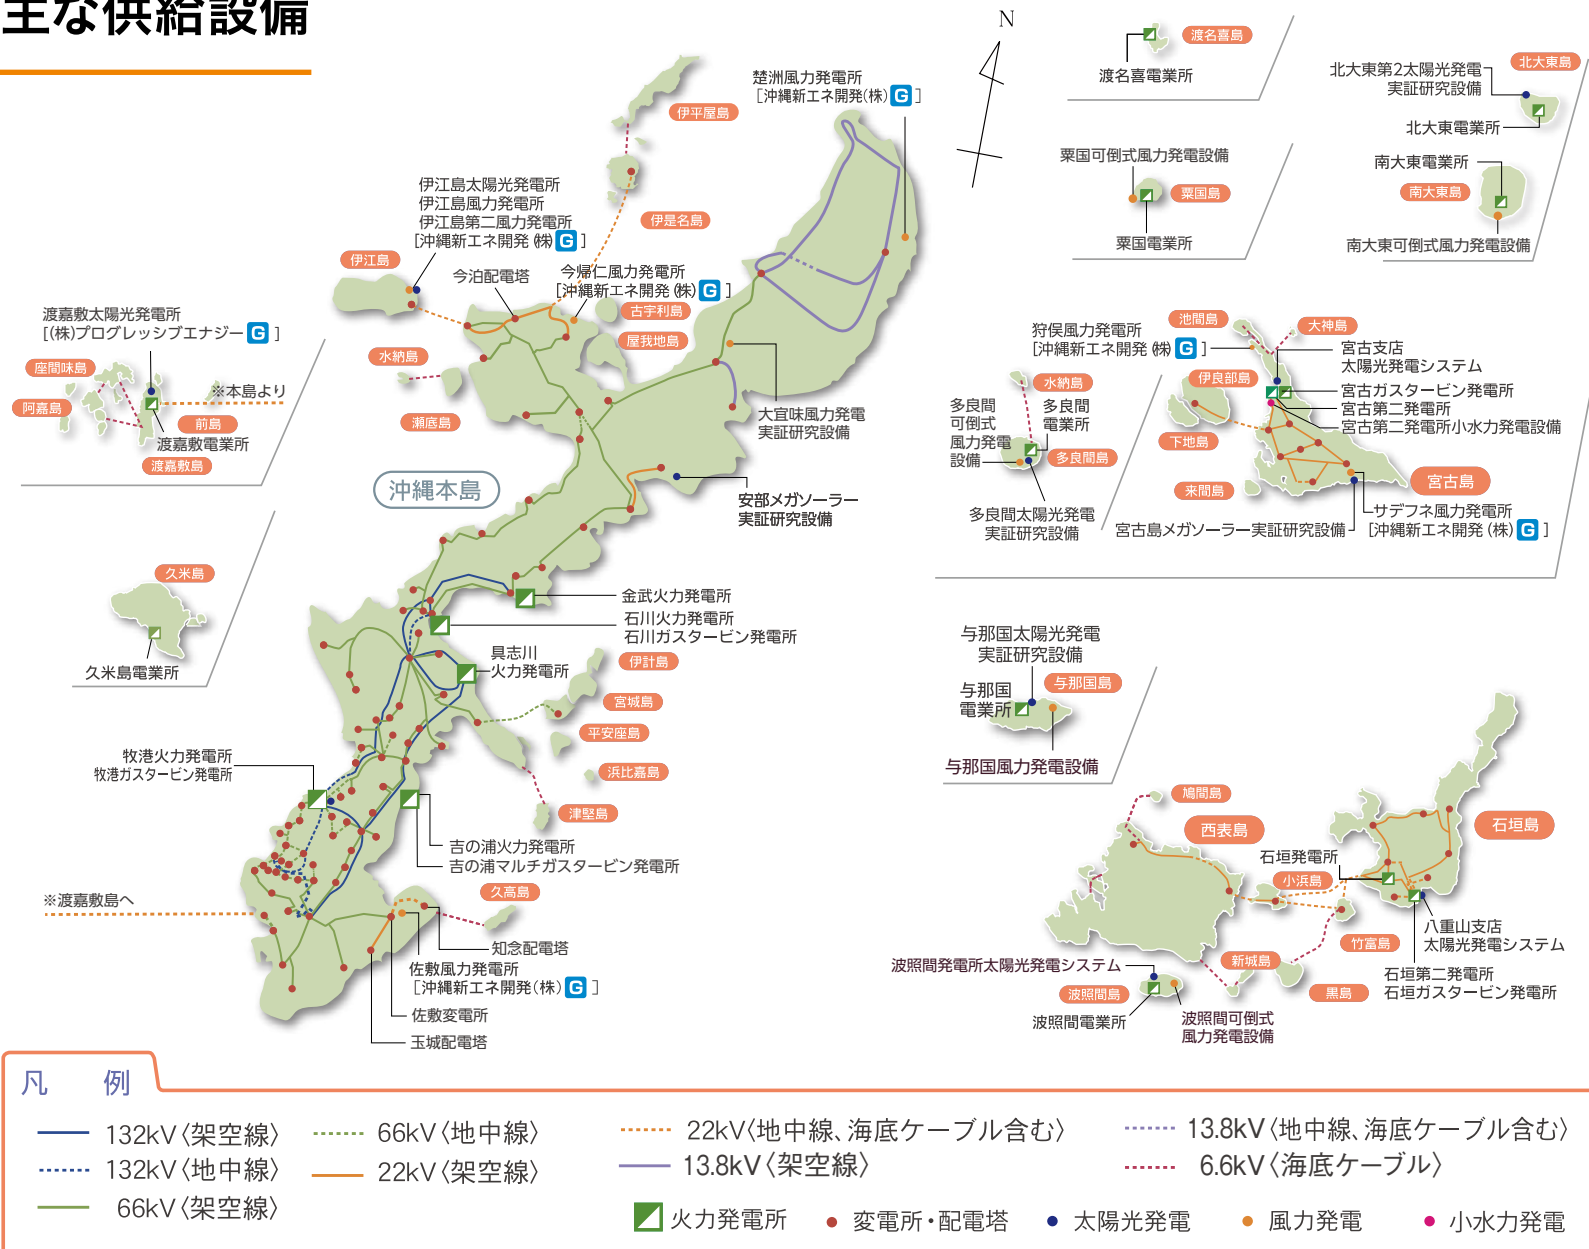 主な供給設備
N
渡名喜島
渡名喜電業所
北大東島
北大東第2太陽光発電
実証研究設備
北大東電業所
南大東電業所
南大東島
南大東可倒式風力発電設備
粟国可倒式風力発電設備
粟国島
粟国電業所
楚洲風力発電所
[沖縄新エネ開発(株) G ]
伊平屋島
伊是名島
伊江島太陽光発電所
伊江島風力発電所
伊江島第二風力発電所
[沖縄新エネ開発(株) G ]
伊江島
今泊配電塔
今帰仁風力発電所
[沖縄新エネ開発(株) G ]
古宇利島
屋我地島
水納島
瀬底島
渡嘉敷太陽光発電所
[(株)プログレッシブエナジー G ]
座間味島
阿嘉島
※本島より
前島
渡嘉敷電業所
渡嘉敷島
大宜味風力発電
実証研究設備
沖縄本島
安部メガソーラー
実証研究設備
狩俣風力発電所
[沖縄新エネ開発(株) G ]
池間島
大神島
宮古支店
太陽光発電システム
伊良部島
宮古ガスタービン発電所
宮古第二発電所
宮古第二発電所小水力発電設備
下地島
来間島
宮古島
サデフネ風力発電所
[沖縄新エネ開発(株) G ]
宮古島メガソーラー実証研究設備
水納島
多良間
可倒式
風力発電
設備
多良間
電業所
多良間島
多良間太陽光発電
実証研究設備
久米島
久米島電業所
金武火力発電所
石川火力発電所
石川ガスタービン発電所
具志川
火力発電所
伊計島
宮城島
平安座島
浜比嘉島
津堅島
牧港火力発電所
牧港ガスタービン発電所
吉の浦火力発電所
吉の浦マルチガスタービン発電所
久高島
※渡嘉敷島へ
知念配電塔
佐敷風力発電所
[沖縄新エネ開発(株) G ]
佐敷変電所
玉城配電塔
与那国太陽光発電
実証研究設備
与那国
電業所
与那国島
与那国風力発電設備
鳩間島
西表島
石垣島
石垣発電所
小浜島
竹富島
八重山支店
太陽光発電システム
新城島
黒島
石垣第二発電所
石垣ガスタービン発電所
波照間発電所太陽光発電システム
波照間島
波照間電業所
波照間可倒式
風力発電設備
凡 例
132kV〈架空線〉
132kV〈地中線〉
66kV〈架空線〉
66kV〈地中線〉
22kV〈架空線〉
22kV〈地中線、海底ケーブル含む〉
13.8kV〈架空線〉
13.8kV〈地中線、海底ケーブル含む〉
6.6kV〈海底ケーブル〉
火力発電所
変電所・配電塔
太陽光発電
風力発電
小水力発電